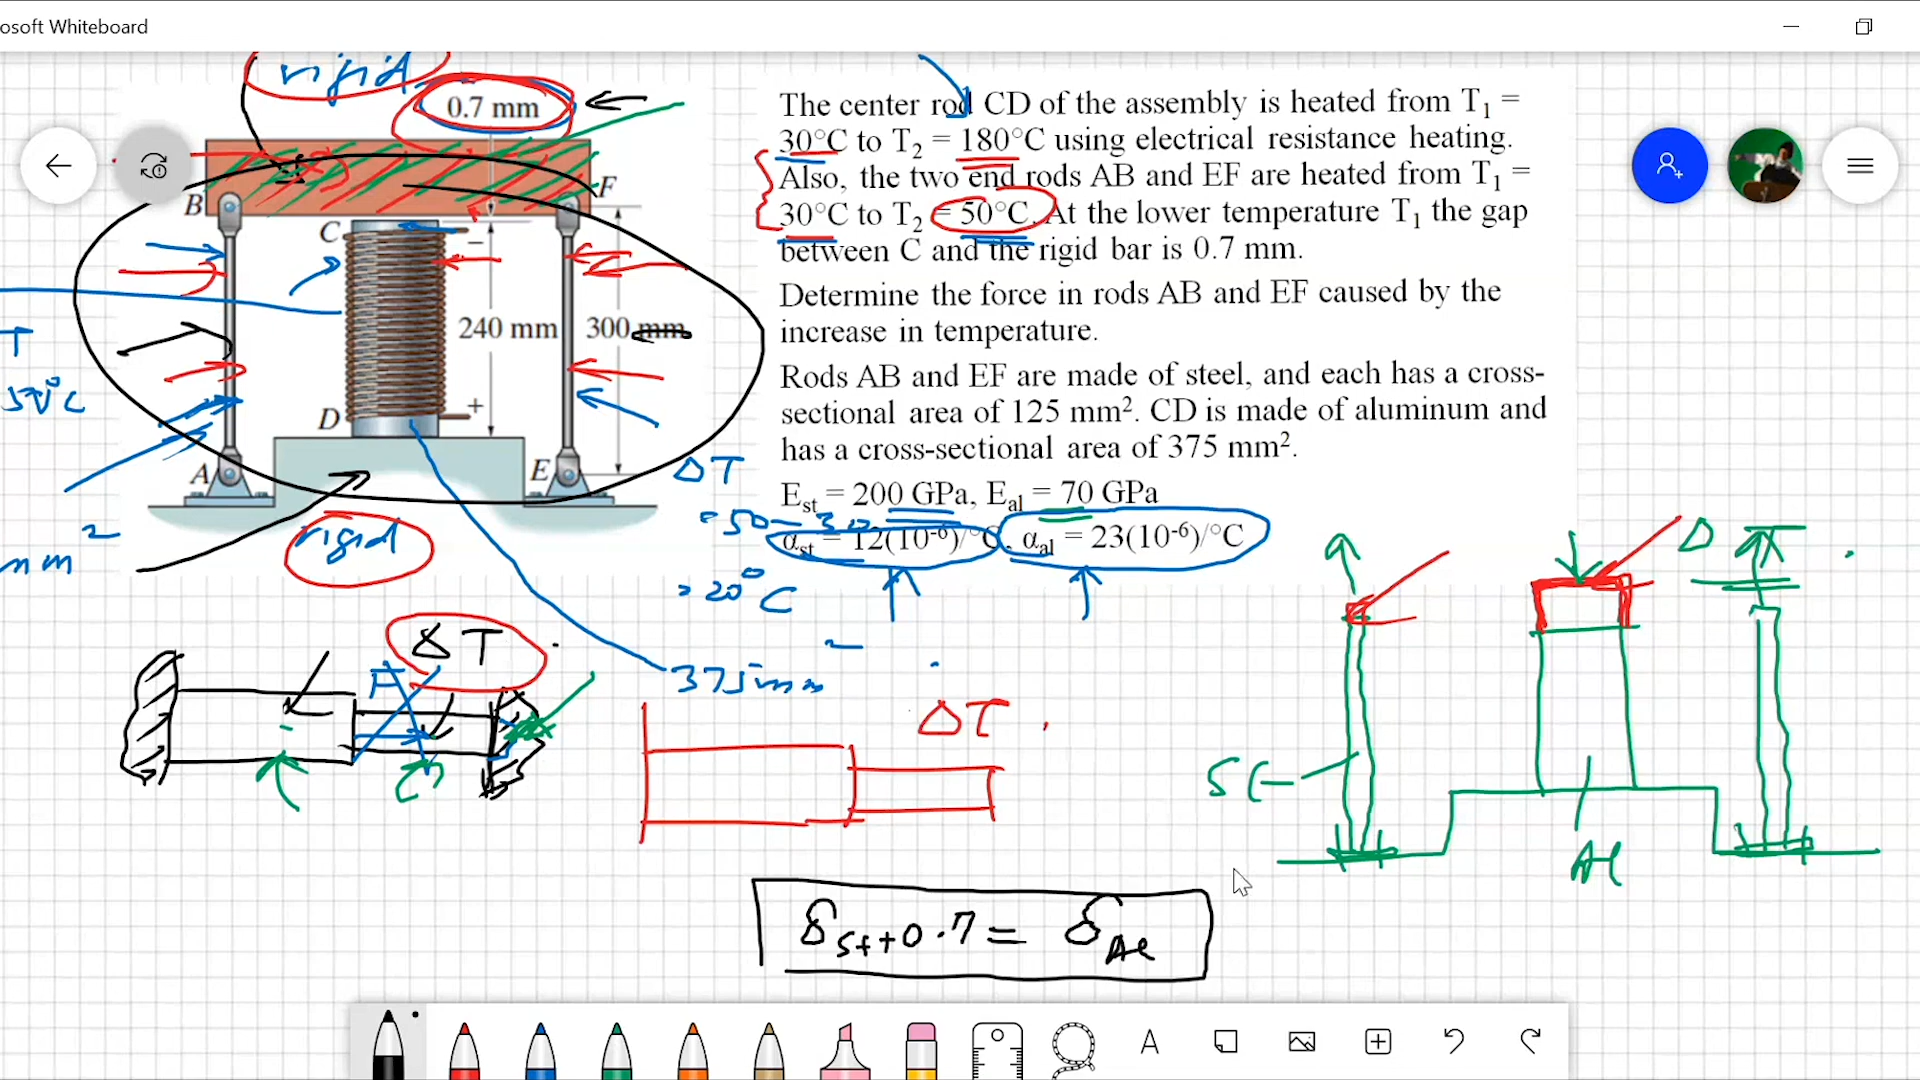 osoft Whiteboard
rigid
0.7 mm
The center rod CD of the assembly is heated from T1 =
30°C to T2 = 180°C using electrical resistance heating.
Also, the two end rods AB and EF are heated from T1 =
30°C to T2 = 50°C. At the lower temperature T1 the gap
between C and the rigid bar is 0.7 mm.
Determine the force in rods AB and EF caused by the
increase in temperature.
Rods AB and EF are made of steel, and each has a cross-
sectional area of 125 mm². CD is made of aluminum and
has a cross-sectional area of 375 mm².
Est = 200 GPa, Eal = 70 GPa
αst = 12(10⁻⁶)/°C, αal = 23(10⁻⁶)/°C
B
F
C
−
240 mm
300 mm
T
D
+
A
E
ΔT
= 50 − 30
= 20°C
mm²
rigid
ΔT
375 mm²
ΔT
St
Al
δSt + 0.7 = δAl
A